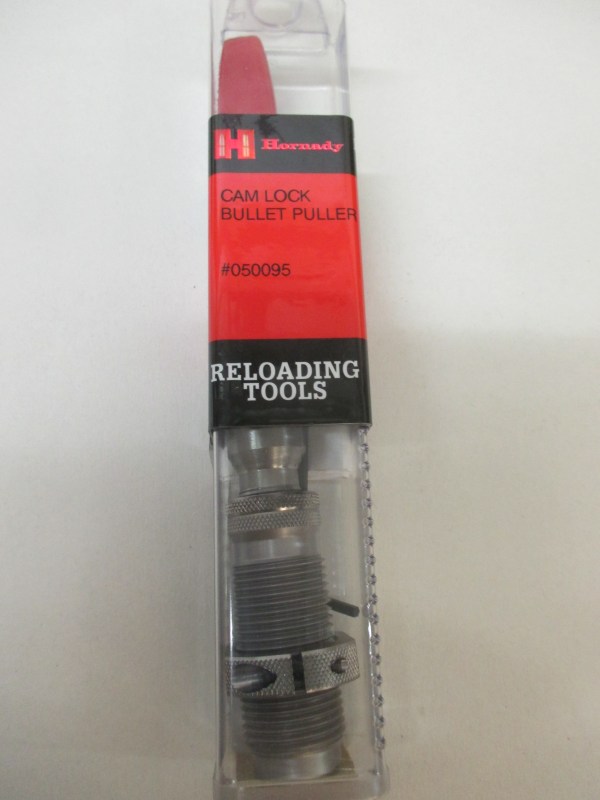 H Hornady
CAM LOCK
BULLET PULLER
#050095
RELOADING
TOOLS